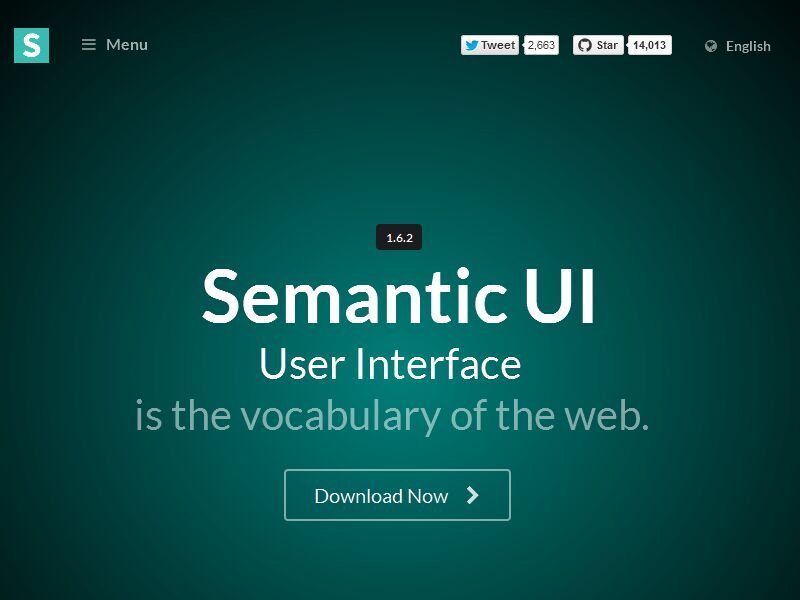 S
Menu
Tweet 2,663
Star 14,013
English
1.6.2
Semantic UI
User Interface
is the vocabulary of the web.
Download Now